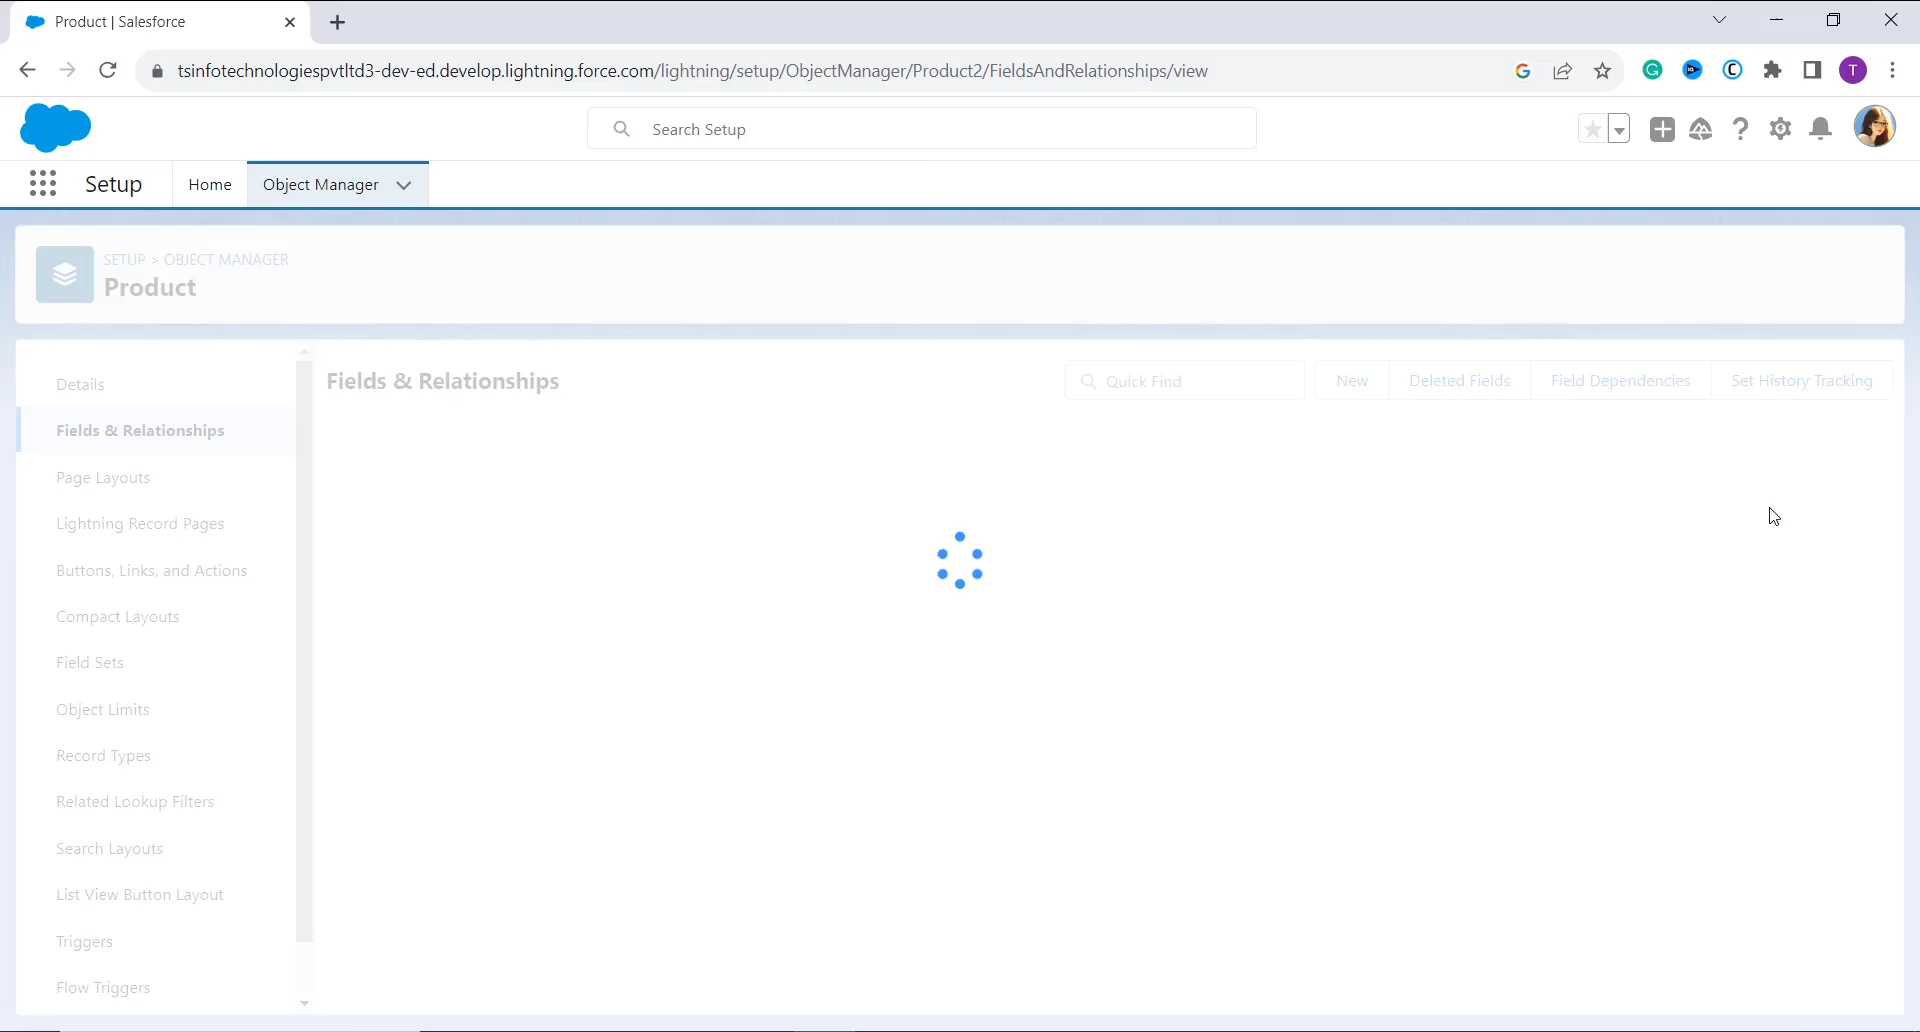 Product | Salesforce
tsinfotechnologiespvtltd3-dev-ed.develop.lightning.force.com/lightning/setup/ObjectManager/Product2/FieldsAndRelationships/view
T
Search Setup
Setup
Home
Object Manager
SETUP > OBJECT MANAGER
Product
Details
Fields & Relationships
Page Layouts
Lightning Record Pages
Buttons, Links, and Actions
Compact Layouts
Field Sets
Object Limits
Record Types
Related Lookup Filters
Search Layouts
List View Button Layout
Triggers
Flow Triggers
Fields & Relationships
Quick Find
New
Deleted Fields
Field Dependencies
Set History Tracking